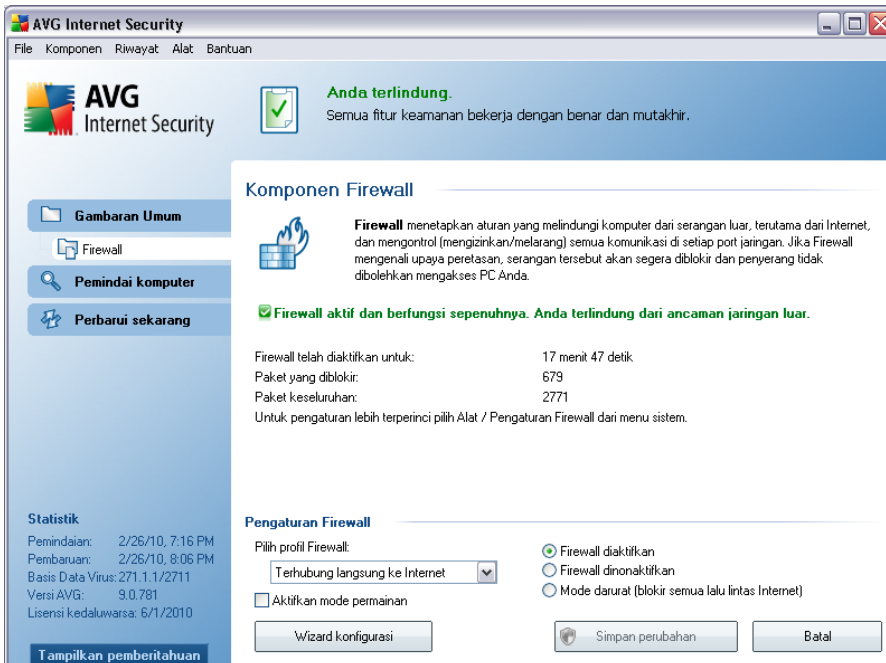 AVG Internet Security
File Komponen Riwayat Alat Bantuan
AVG
Internet Security
Anda terlindung.
Semua fitur keamanan bekerja dengan benar dan mutakhir.
Gambaran Umum
Firewall
Pemindai komputer
Perbarui sekarang
Komponen Firewall
Firewall menetapkan aturan yang melindungi komputer dari serangan luar, terutama dari Internet,
dan mengontrol (mengizinkan/melarang) semua komunikasi di setiap port jaringan. Jika Firewall
mengenali upaya peretasan, serangan tersebut akan segera diblokir dan penyerang tidak
dibolehkan mengakses PC Anda.
Firewall aktif dan berfungsi sepenuhnya. Anda terlindung dari ancaman jaringan luar.
Firewall telah diaktifkan untuk: 17 menit 47 detik
Paket yang diblokir: 679
Paket keseluruhan: 2771
Untuk pengaturan lebih terperinci pilih Alat / Pengaturan Firewall dari menu sistem.
Statistik
Pemindaian: 2/26/10, 7:16 PM
Pembaruan: 2/26/10, 8:06 PM
Basis Data Virus: 271.1.1/2711
Versi AVG: 9.0.781
Lisensi kedaluwarsa: 6/1/2010
Tampilkan pemberitahuan
Pengaturan Firewall
Pilih profil Firewall:
Terhubung langsung ke Internet
Aktifkan mode permainan
Firewall diaktifkan
Firewall dinonaktifkan
Mode darurat (blokir semua lalu lintas Internet)
Wizard konfigurasi
Simpan perubahan
Batal